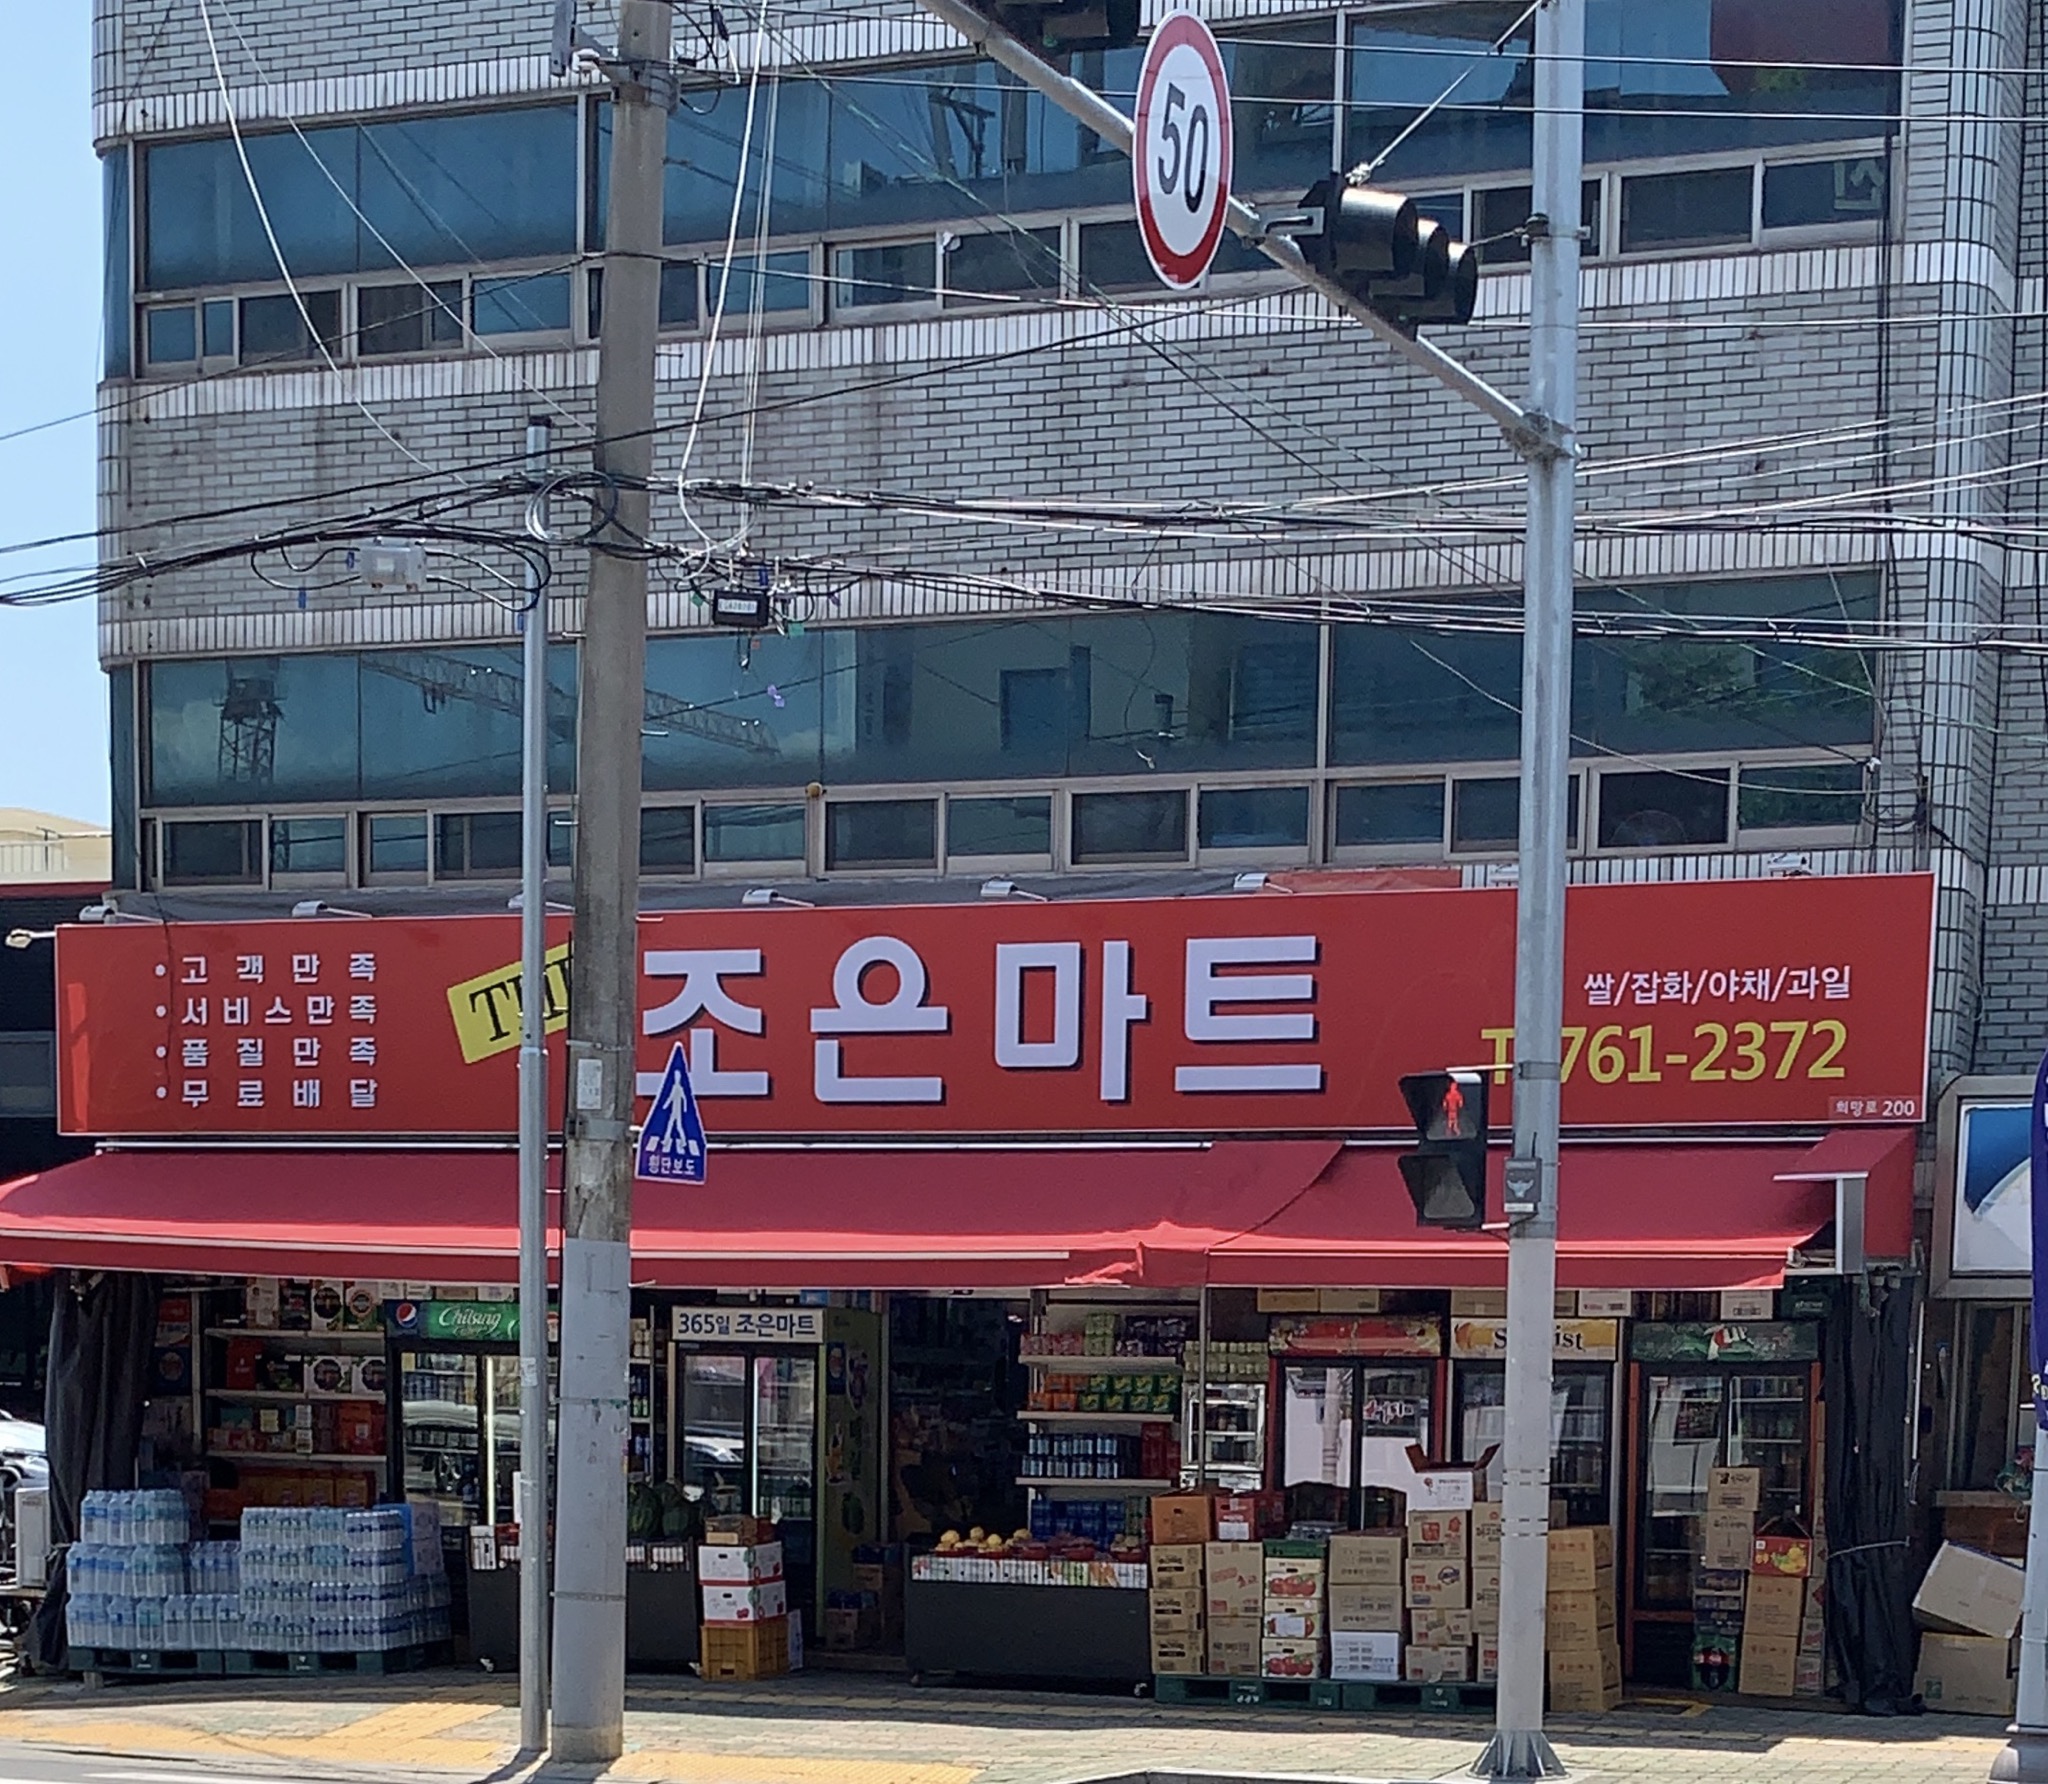 50
• 고객만족
• 서비스만족
• 품질만족
• 무료배달
THE 조은마트
쌀/잡화/야채/과일
T. 761-2372
희망로 200
횡단보도
Chilsung
365일 조은마트